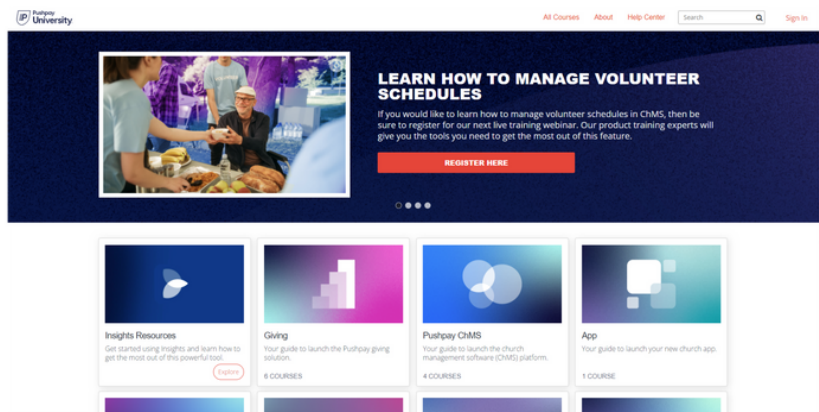 Pushpay
University
All Courses About Help Center Search Sign In
LEARN HOW TO MANAGE VOLUNTEER
SCHEDULES
If you would like to learn how to manage volunteer schedules in ChMS, then be
sure to register for our next live training webinar. Our product training experts will
give you the tools you need to get the most out of this feature.
REGISTER HERE
Insights Resources
Get started using Insights and learn how to
get the most out of this powerful tool.
Explore
Giving
Your guide to launch the Pushpay giving
solution.
6 COURSES
Pushpay ChMS
Your guide to launch the church
management software (ChMS) platform.
4 COURSES
App
Your guide to launch your new church app.
1 COURSE